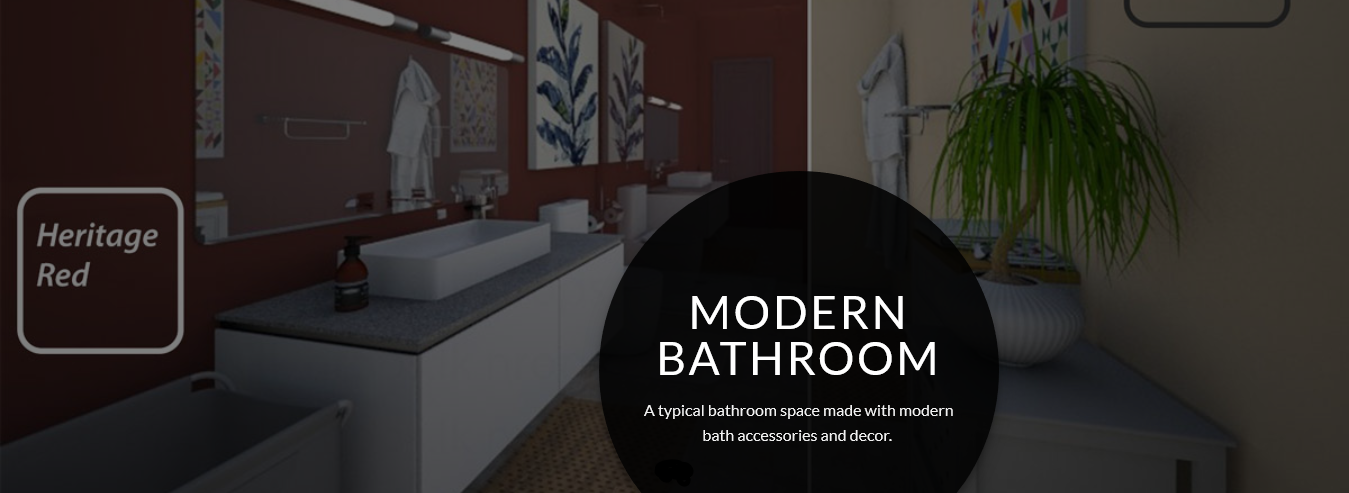 Heritage
Red
MODERN
BATHROOM
A typical bathroom space made with modern
bath accessories and decor.